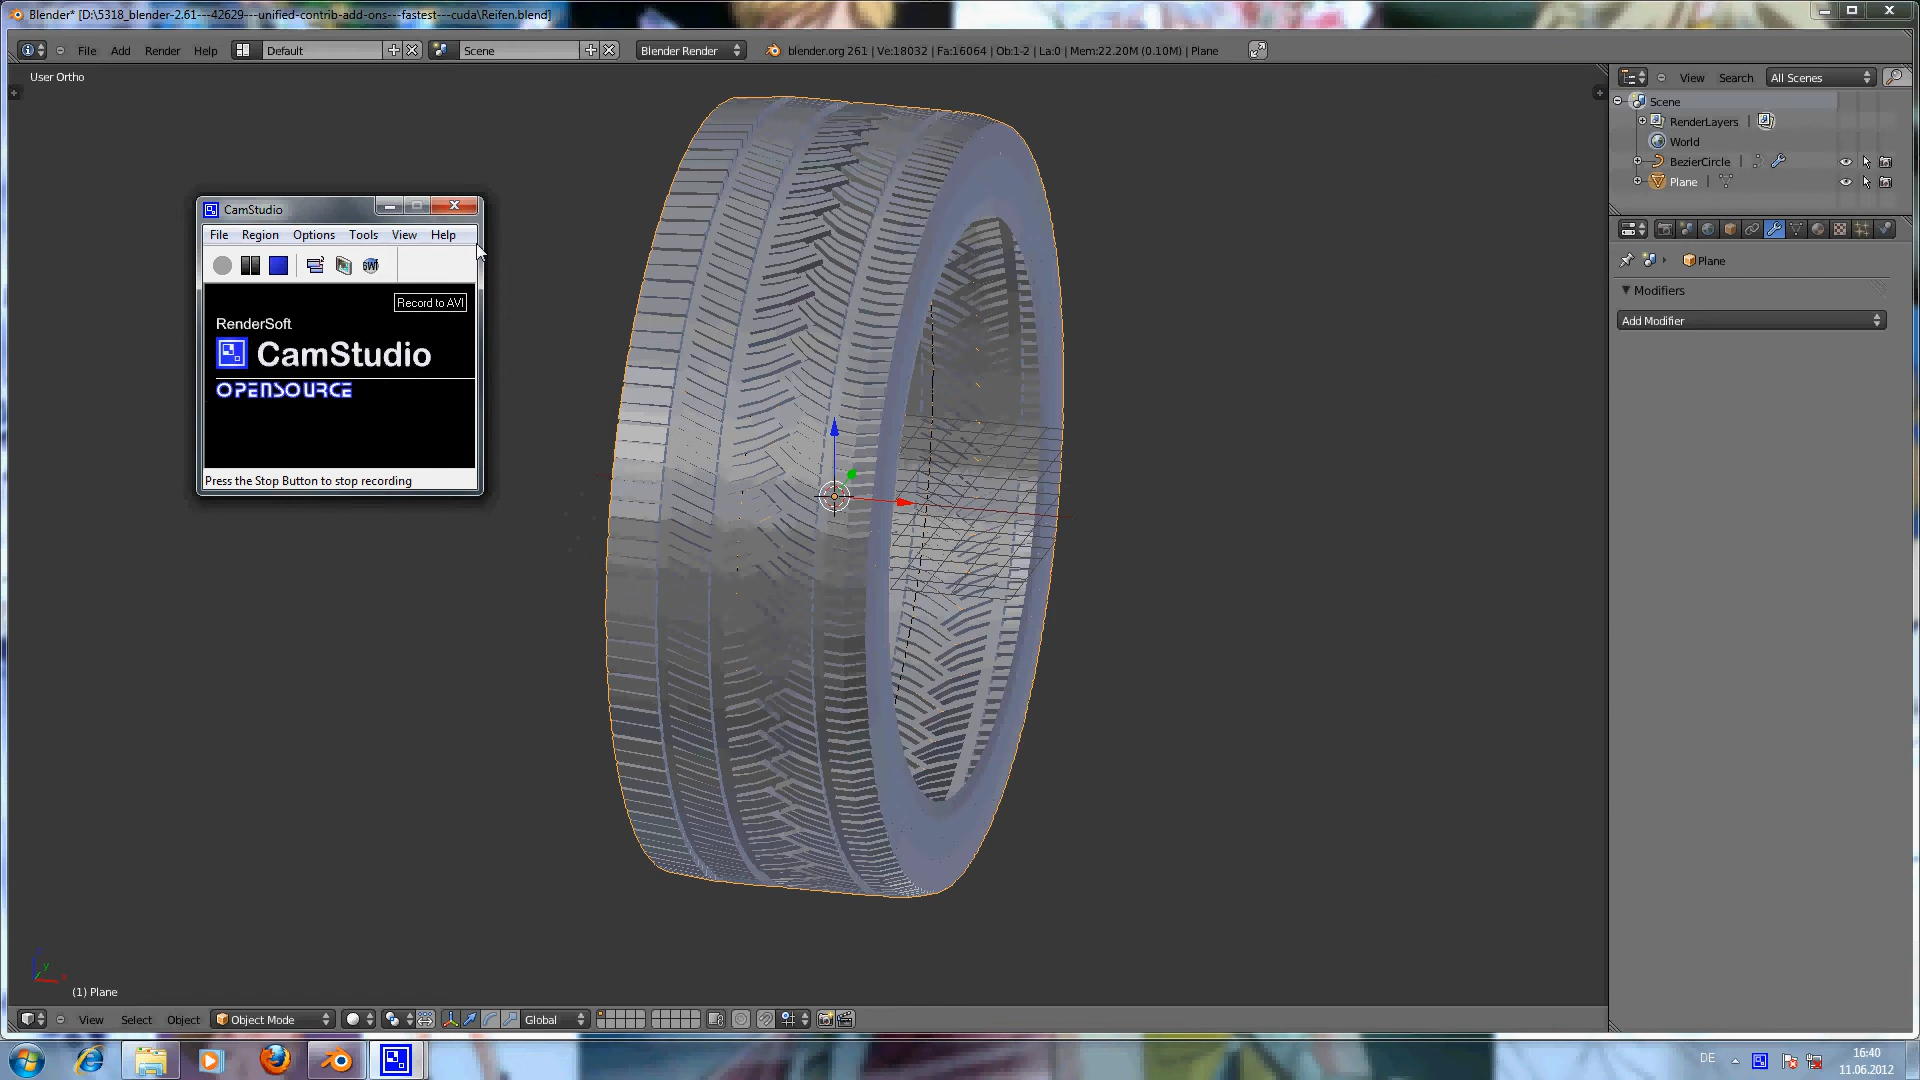 Blender* [D:\5318_blender-2.61---42629---unified-contrib-add-ons---fastest---cuda\Reifen.blend]
File Add Render Help Default Scene Blender Render blender.org 261 | Ve:18032 | Fa:16064 | Ob:1-2 | La:0 | Mem:22.20M (0.10M) | Plane
User Ortho
View Search All Scenes
Scene
RenderLayers
World
BezierCircle
Plane
Plane
Modifiers
Add Modifier
CamStudio
File Region Options Tools View Help
Record to AVI
RenderSoft
CamStudio
OPENSOURCE
Press the Stop Button to stop recording
(1) Plane
View Select Object Object Mode Global
DE
16:40
11.06.2012